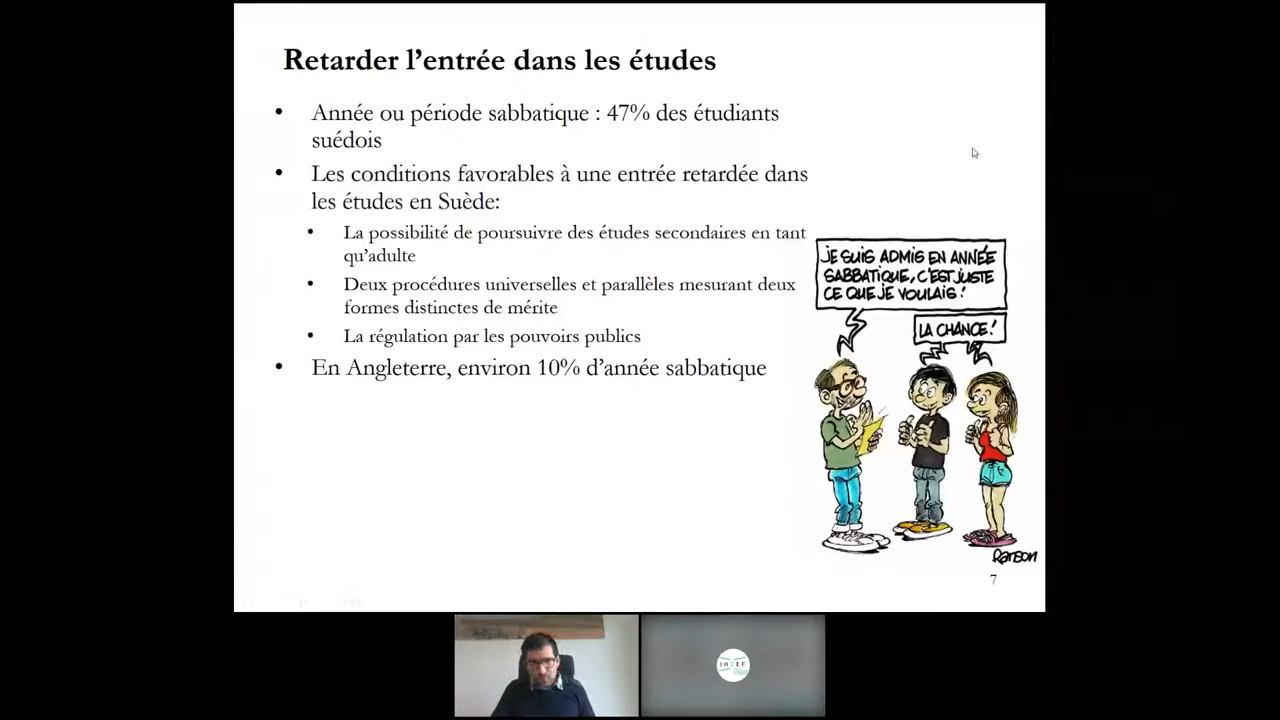 Retarder l'entrée dans les études
• Année ou période sabbatique : 47% des étudiants
suédois
• Les conditions favorables à une entrée retardée dans
les études en Suède:
• La possibilité de poursuivre des études secondaires en tant
qu'adulte
• Deux procédures universelles et parallèles mesurant deux
formes distinctes de mérite
• La régulation par les pouvoirs publics
• En Angleterre, environ 10% d'année sabbatique
JE SUIS ADMIS EN ANNÉE
SABBATIQUE, C'EST JUSTE
CE QUE JE VOULAIS!
LA CHANCE!
Ranson
7
IH2EF